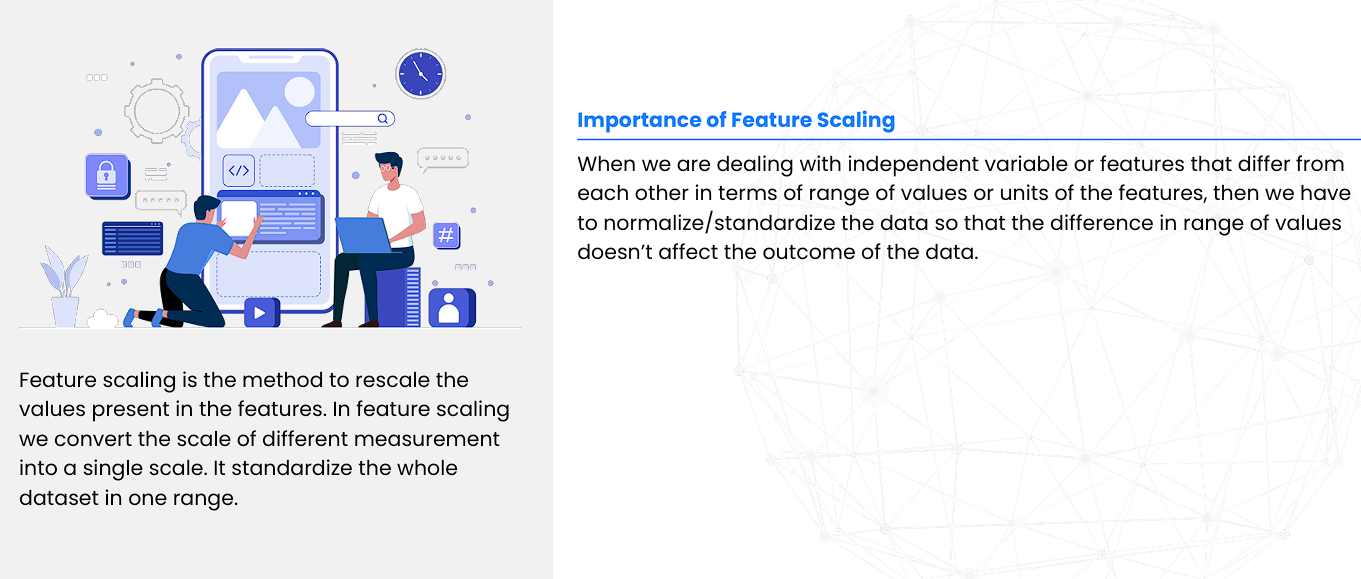 </>
#
Feature scaling is the method to rescale the
values present in the features. In feature scaling
we convert the scale of different measurement
into a single scale. It standardize the whole
dataset in one range.
Importance of Feature Scaling
When we are dealing with independent variable or features that differ from
each other in terms of range of values or units of the features, then we have
to normalize/standardize the data so that the difference in range of values
doesn’t affect the outcome of the data.